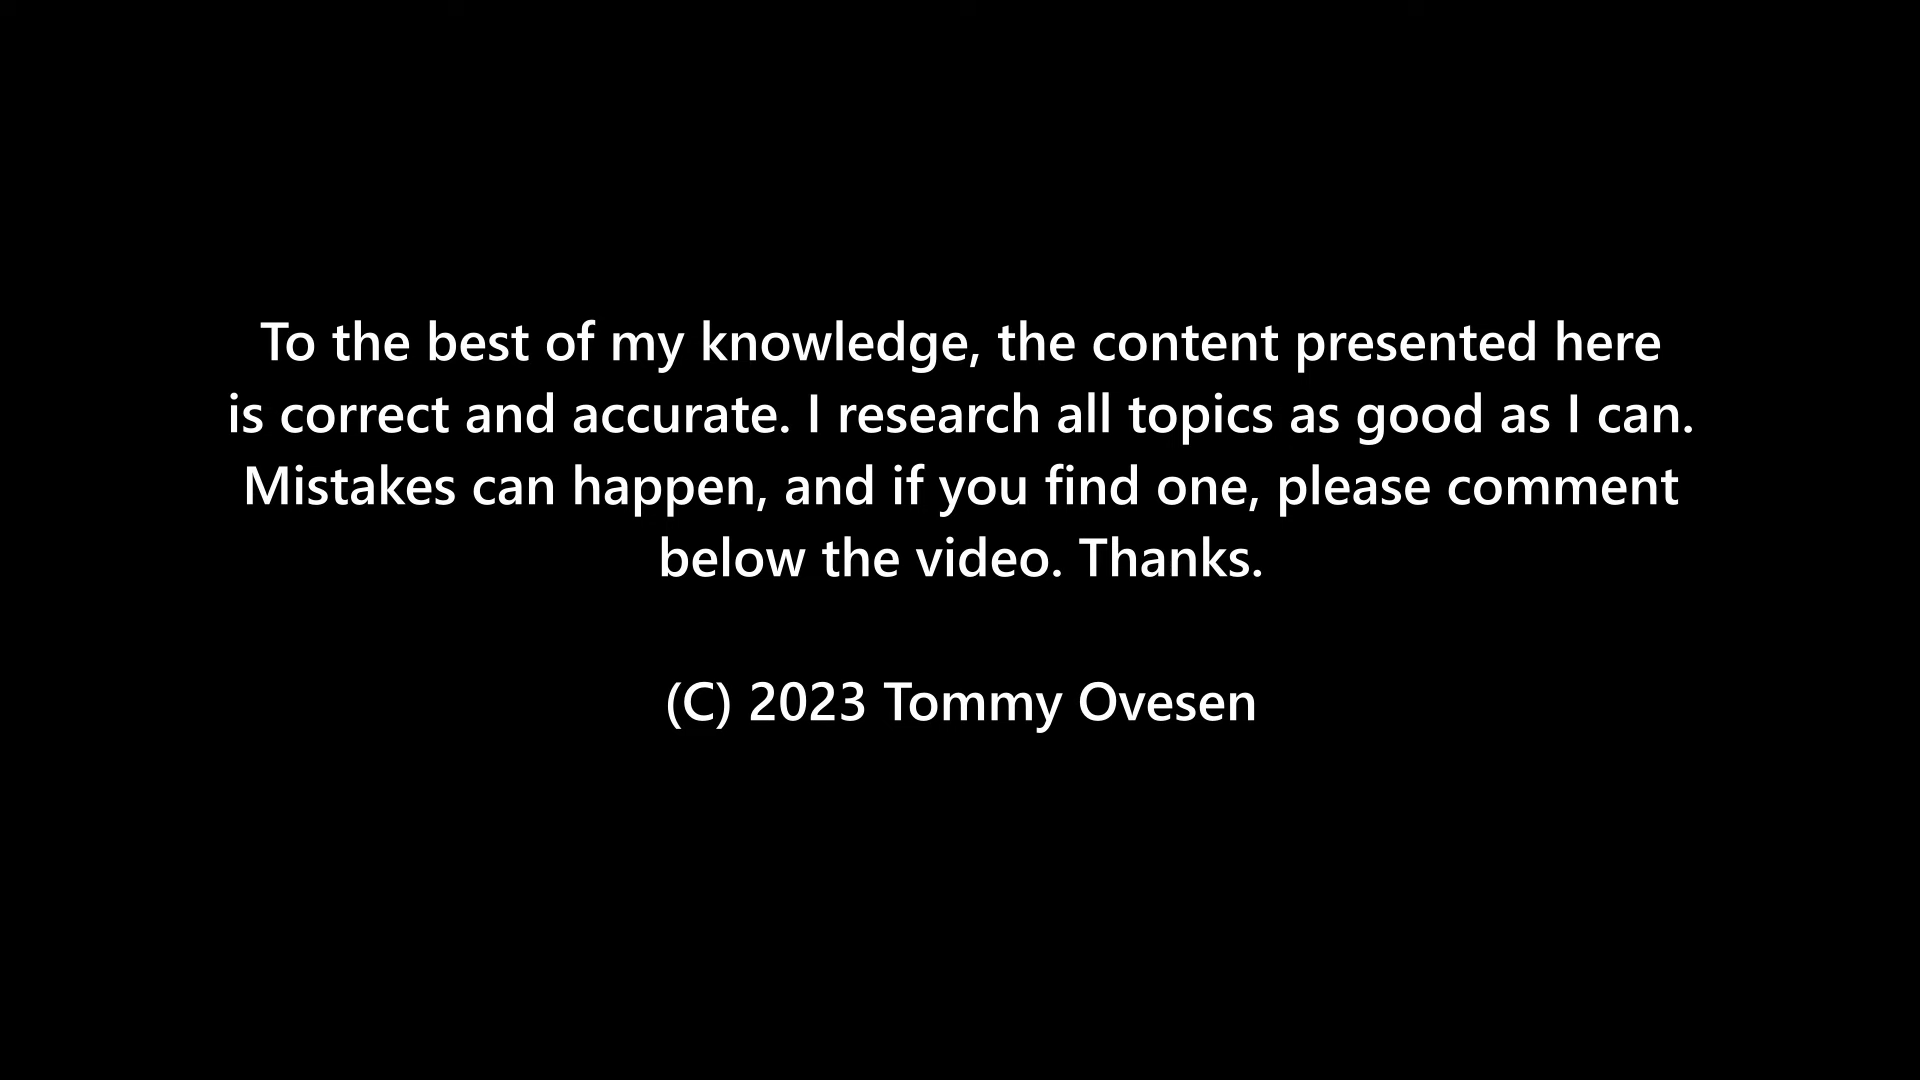 To the best of my knowledge, the content presented here
is correct and accurate. I research all topics as good as I can.
Mistakes can happen, and if you find one, please comment
below the video. Thanks.
(C) 2023 Tommy Ovesen